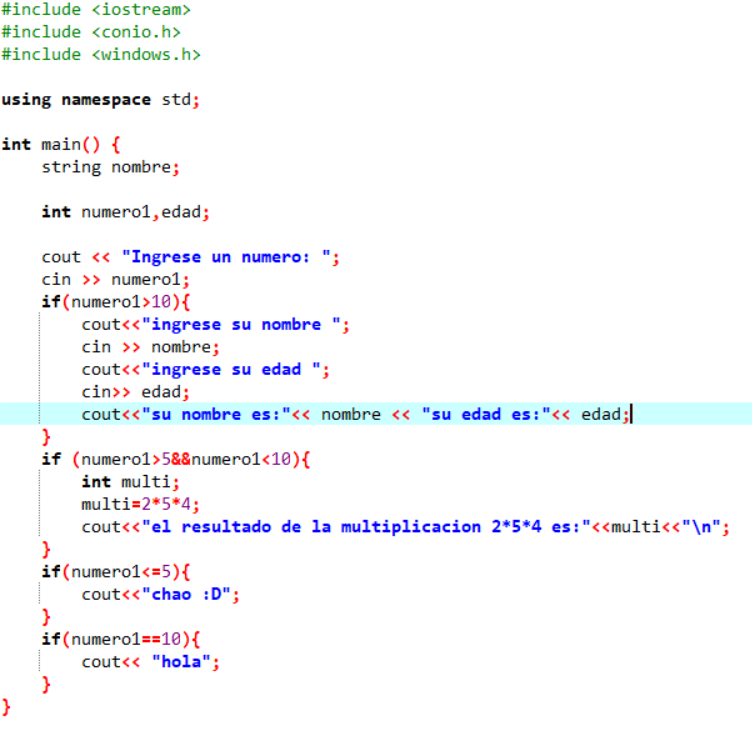 #include <iostream>
#include <conio.h>
#include <windows.h>

using namespace std;

int main() {
    string nombre;

    int numero1,edad;

    cout << "Ingrese un numero: ";
    cin >> numero1;
    if(numero1>10){
        cout<<"ingrese su nombre ";
        cin >> nombre;
        cout<<"ingrese su edad ";
        cin>> edad;
        cout<<"su nombre es:"<< nombre << "su edad es:"<< edad;
    }
    if (numero1>5&&numero1<10){
        int multi;
        multi=2*5*4;
        cout<<"el resultado de la multiplicacion 2*5*4 es:"<<multi<<"\n";
    }
    if(numero1<=5){
        cout<<"chao :D";
    }
    if(numero1==10){
        cout<< "hola";
    }
}